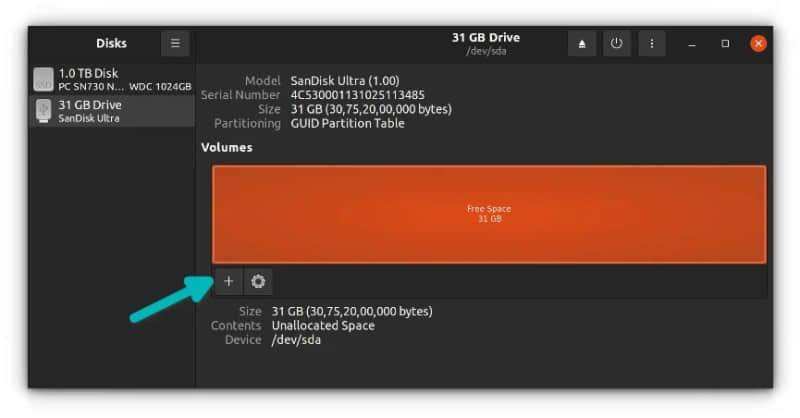 Disks
31 GB Drive
/dev/sda
1.0 TB Disk
SSD
PC SN730 N... WDC 1024GB
31 GB Drive
SanDisk Ultra
Model SanDisk Ultra (1.00)
Serial Number 4C530001131025113485
Size 31 GB (30,75,20,00,000 bytes)
Partitioning GUID Partition Table
Volumes
Free Space
31 GB
Size 31 GB (30,75,20,00,000 bytes)
Contents Unallocated Space
Device /dev/sda